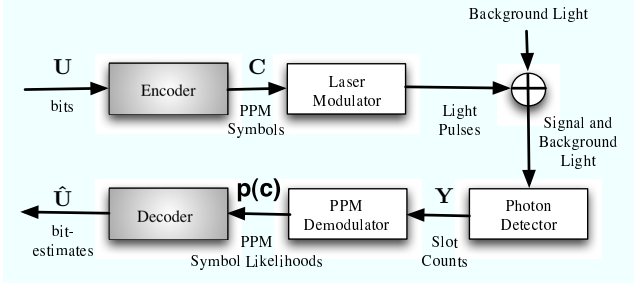 Background Light
U
bits
Encoder
C
PPM
Symbols
Laser
Modulator
Light
Pulses
Signal and
Background
Light
Û
bit-
estimates
Decoder
p(c)
PPM
Symbol Likelihoods
PPM
Demodulator
Y
Slot
Counts
Photon
Detector